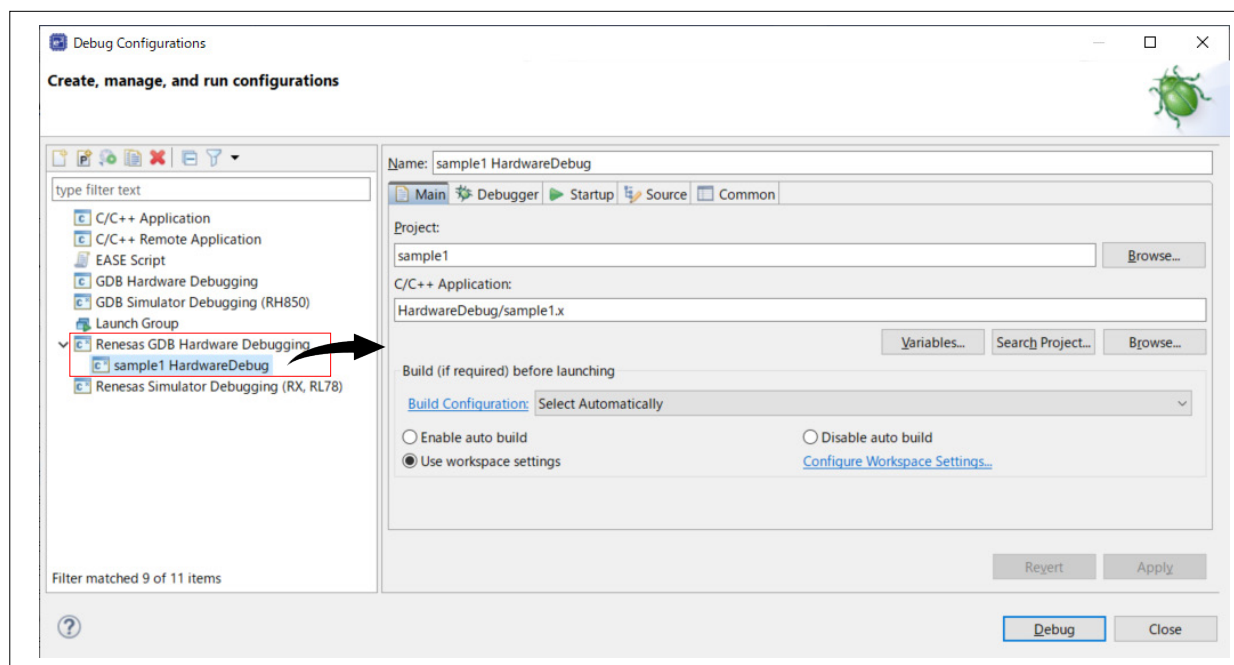 Debug Configurations
Create, manage, and run configurations
type filter text
C/C++ Application
C/C++ Remote Application
EASE Script
GDB Hardware Debugging
GDB Simulator Debugging (RH850)
Launch Group
Renesas GDB Hardware Debugging
sample1 HardwareDebug
Renesas Simulator Debugging (RX, RL78)
Filter matched 9 of 11 items
Name: sample1 HardwareDebug
Main Debugger Startup Source Common
Project:
sample1 Browse...
C/C++ Application:
HardwareDebug/sample1.x
Variables... Search Project... Browse...
Build (if required) before launching
Build Configuration: Select Automatically
Enable auto build Disable auto build
Use workspace settings Configure Workspace Settings...
Revert Apply
Debug Close